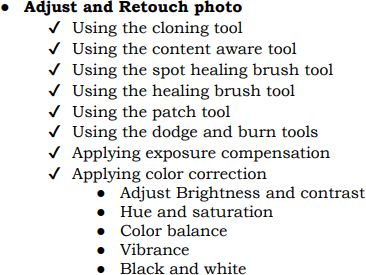 ● Adjust and Retouch photo
✓ Using the cloning tool
✓ Using the content aware tool
✓ Using the spot healing brush tool
✓ Using the healing brush tool
✓ Using the patch tool
✓ Using the dodge and burn tools
✓ Applying exposure compensation
✓ Applying color correction
● Adjust Brightness and contrast
● Hue and saturation
● Color balance
● Vibrance
● Black and white